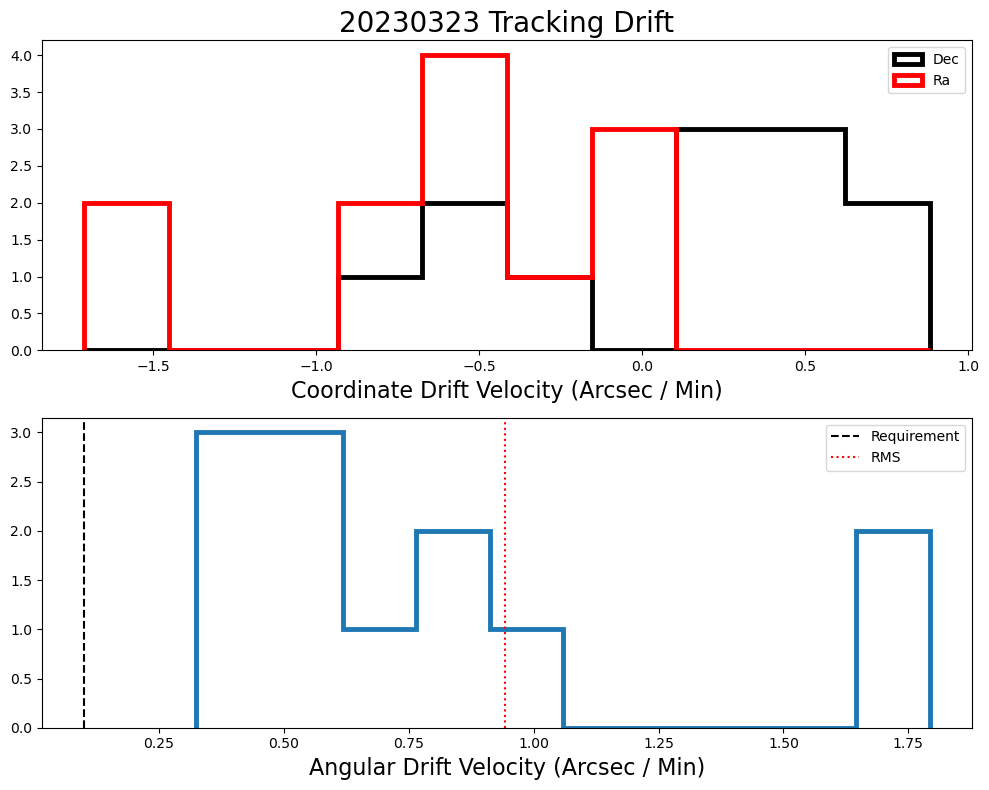 20230323 Tracking Drift
4.0
3.5
3.0
2.5
2.0
1.5
1.0
0.5
0.0
Dec
Ra
−1.5 −1.0 −0.5 0.0 0.5 1.0
Coordinate Drift Velocity (Arcsec / Min)
3.0
2.5
2.0
1.5
1.0
0.5
0.0
Requirement
RMS
0.25 0.50 0.75 1.00 1.25 1.50 1.75
Angular Drift Velocity (Arcsec / Min)